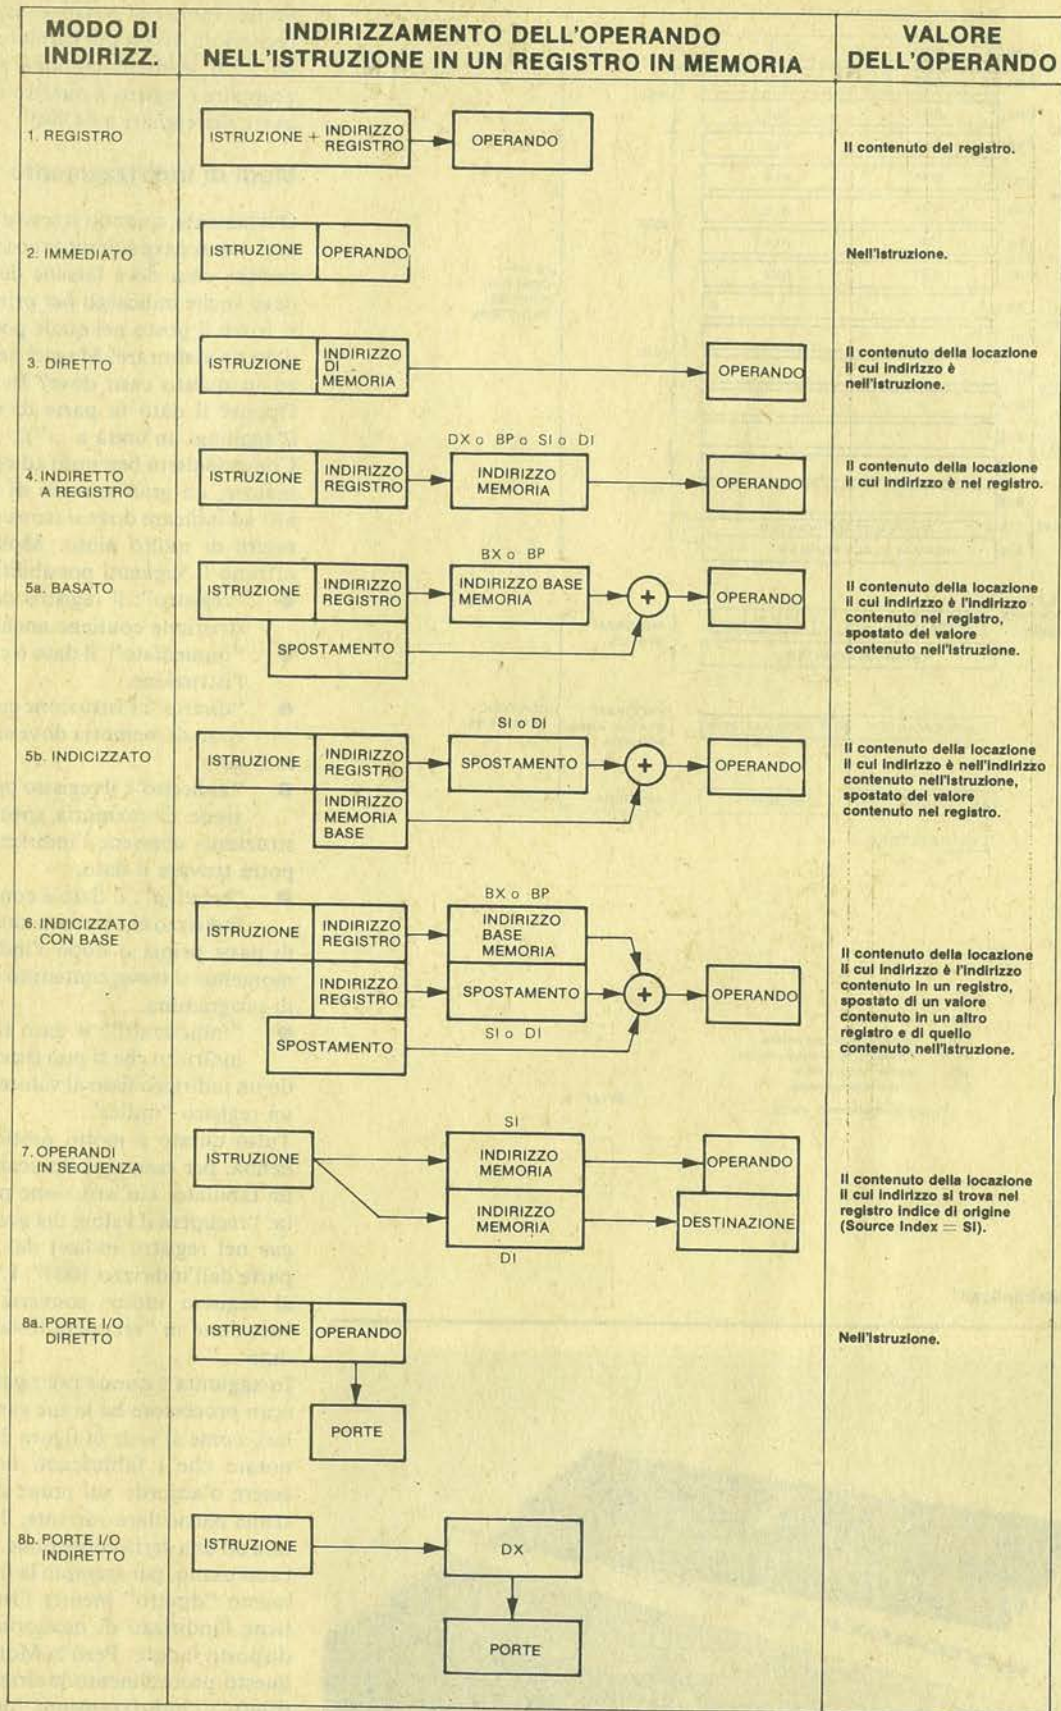 MODO DI
INDIRIZZ.
INDIRIZZAMENTO DELL'OPERANDO
NELL'ISTRUZIONE IN UN REGISTRO IN MEMORIA
VALORE
DELL'OPERANDO
1. REGISTRO
ISTRUZIONE + INDIRIZZO
REGISTRO
OPERANDO
Il contenuto del registro.
2. IMMEDIATO
ISTRUZIONE
OPERANDO
Nell'istruzione.
3. DIRETTO
ISTRUZIONE
INDIRIZZO
DI
MEMORIA
OPERANDO
Il contenuto della locazione
il cui indirizzo è
nell'istruzione.
4. INDIRETTO
A REGISTRO
ISTRUZIONE
INDIRIZZO
REGISTRO
DX o BP o SI o DI
INDIRIZZO
MEMORIA
OPERANDO
Il contenuto della locazione
il cui indirizzo è nel registro.
5a. BASATO
ISTRUZIONE
INDIRIZZO
REGISTRO
SPOSTAMENTO
BX o BP
INDIRIZZO BASE
MEMORIA
+
OPERANDO
Il contenuto della locazione
il cui indirizzo è l'indirizzo
contenuto nel registro,
spostato del valore
contenuto nell'istruzione.
5b. INDICIZZATO
ISTRUZIONE
INDIRIZZO
REGISTRO
INDIRIZZO
MEMORIA
BASE
SI o DI
SPOSTAMENTO
+
OPERANDO
Il contenuto della locazione
il cui indirizzo è nell'indirizzo
contenuto nell'istruzione,
spostato del valore
contenuto nel registro.
6. INDICIZZATO
CON BASE
ISTRUZIONE
INDIRIZZO
REGISTRO
INDIRIZZO
REGISTRO
SPOSTAMENTO
BX o BP
INDIRIZZO
BASE
MEMORIA
SPOSTAMENTO
SI o DI
+
OPERANDO
Il contenuto della locazione
il cui indirizzo è l'indirizzo
contenuto in un registro,
spostato di un valore
contenuto in un altro
registro e di quello
contenuto nell'istruzione.
7. OPERANDI
IN SEQUENZA
ISTRUZIONE
SI
INDIRIZZO
MEMORIA
INDIRIZZO
MEMORIA
DI
OPERANDO
DESTINAZIONE
Il contenuto della locazione
il cui indirizzo si trova nel
registro indice di origine
(Source Index = SI).
8a. PORTE I/O
DIRETTO
ISTRUZIONE
OPERANDO
PORTE
Nell'istruzione.
8b. PORTE I/O
INDIRETTO
ISTRUZIONE
DX
PORTE